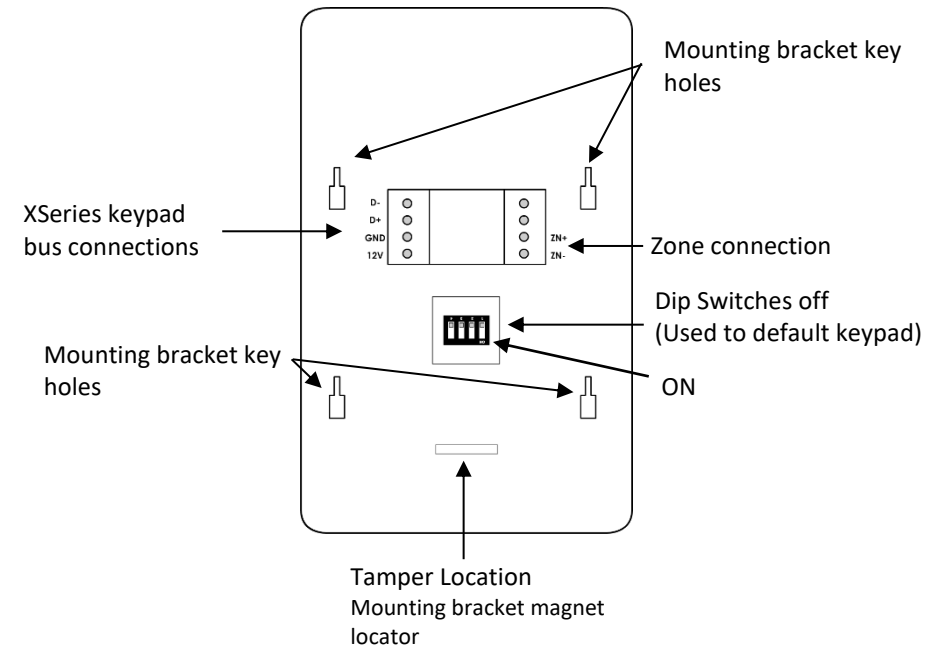 Mounting bracket key
holes
XSeries keypad
bus connections
D-
D+
GND
12V
ZN+
ZN-
Zone connection
Dip Switches off
(Used to default keypad)
ON
Mounting bracket key
holes
Tamper Location
Mounting bracket magnet
locator